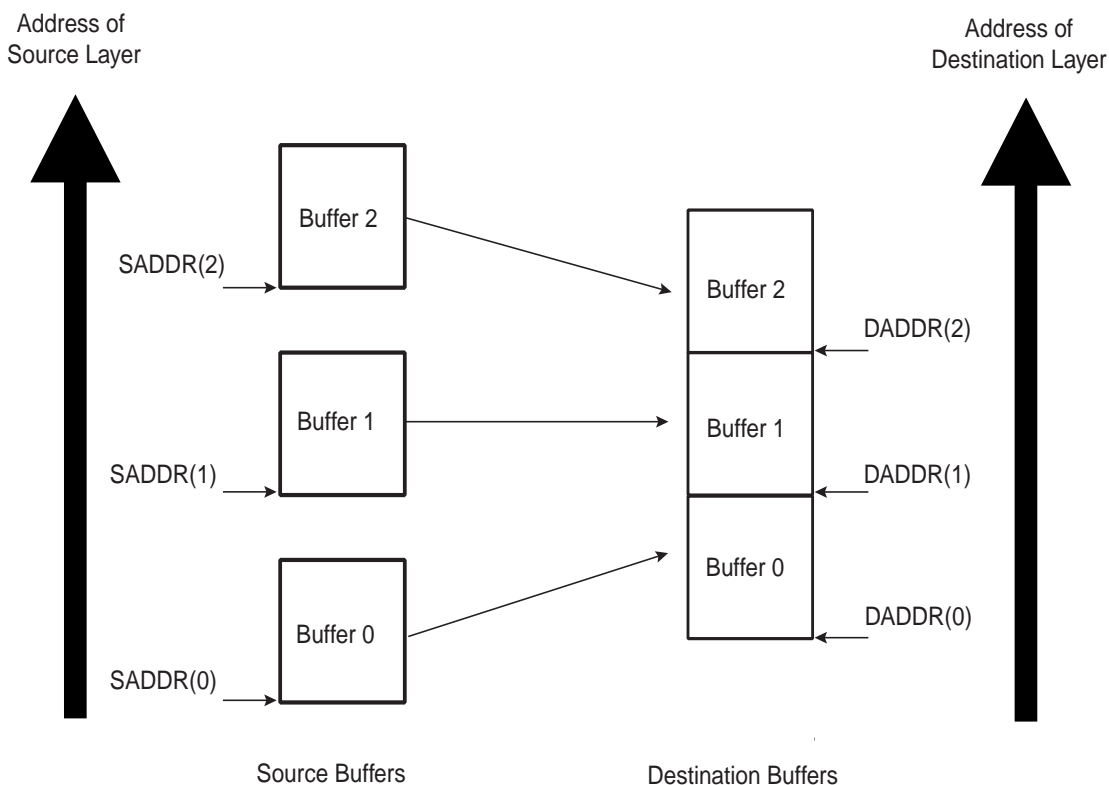 Address of
Source Layer
Address of
Destination Layer
Buffer 2
SADDR(2)
Buffer 2
DADDR(2)
Buffer 1
Buffer 1
SADDR(1)
DADDR(1)
Buffer 0
Buffer 0
DADDR(0)
SADDR(0)
Source Buffers
Destination Buffers